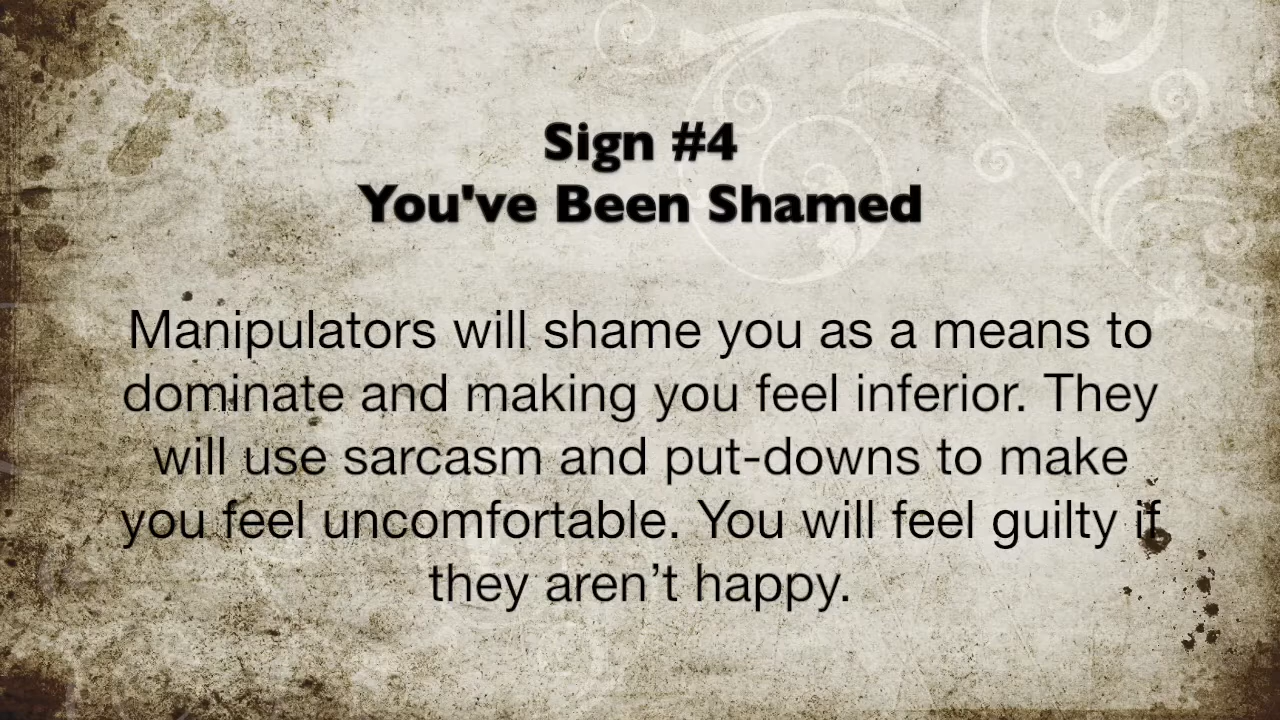 Sign #4
You've Been Shamed
Manipulators will shame you as a means to
dominate and making you feel inferior. They
will use sarcasm and put-downs to make
you feel uncomfortable. You will feel guilty if
they aren’t happy.